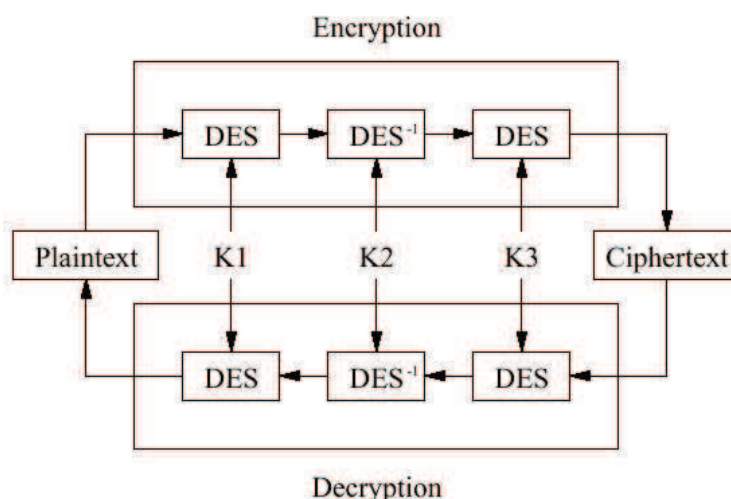 Encryption
DES DES⁻¹ DES
Plaintext K1 K2 K3 Ciphertext
DES DES⁻¹ DES
Decryption